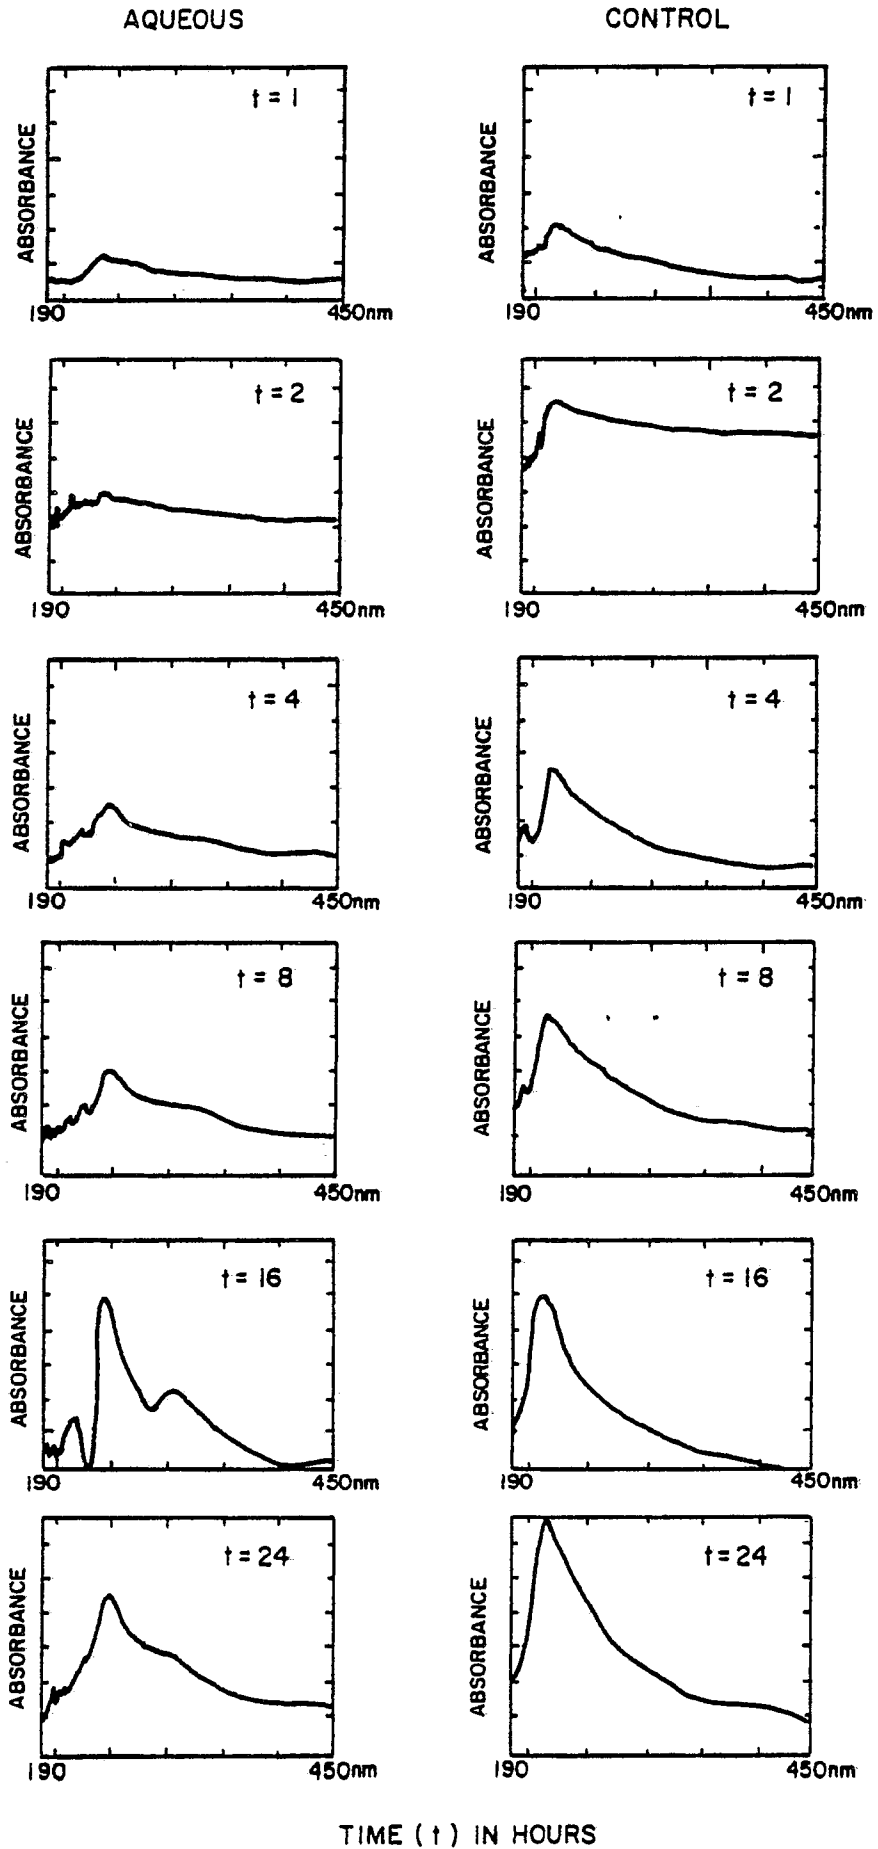 AQUEOUS CONTROL
t = 1 t = 1
ABSORBANCE ABSORBANCE
190 450nm 190 450nm
t = 2 t = 2
ABSORBANCE ABSORBANCE
190 450nm 190 450nm
t = 4 t = 4
ABSORBANCE ABSORBANCE
190 450nm 190 450nm
t = 8 t = 8
ABSORBANCE ABSORBANCE
190 450nm 190 450nm
t = 16 t = 16
ABSORBANCE ABSORBANCE
190 450nm 190 450nm
t = 24 t = 24
ABSORBANCE ABSORBANCE
190 450nm 190 450nm
TIME ( t ) IN HOURS